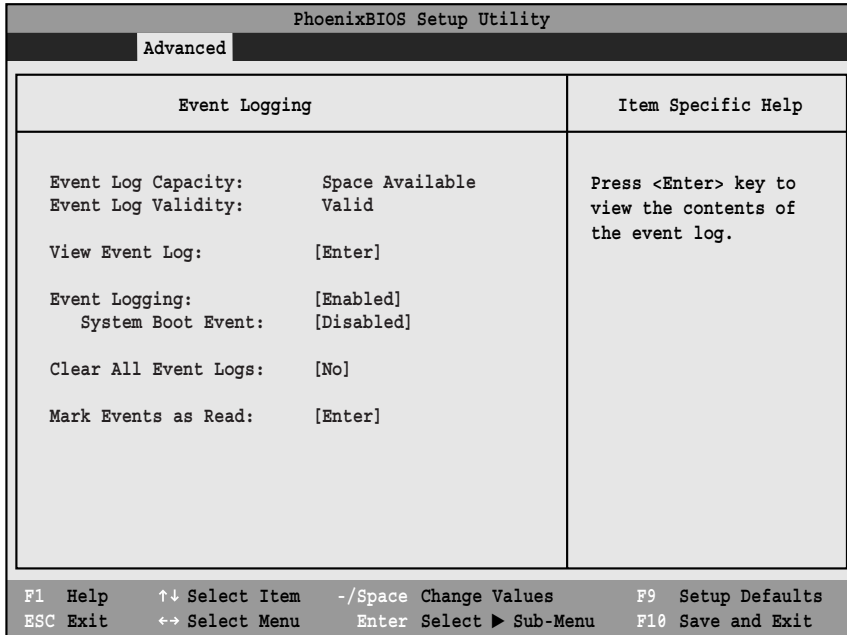 PhoenixBIOS Setup Utility
Advanced
Event Logging
Item Specific Help
Event Log Capacity: Space Available
Event Log Validity: Valid
View Event Log: [Enter]
Event Logging: [Enabled]
System Boot Event: [Disabled]
Clear All Event Logs: [No]
Mark Events as Read: [Enter]
Press <Enter> key to
view the contents of
the event log.
F1 Help ↑↓ Select Item -/Space Change Values F9 Setup Defaults
ESC Exit ←→ Select Menu Enter Select ▶ Sub-Menu F10 Save and Exit